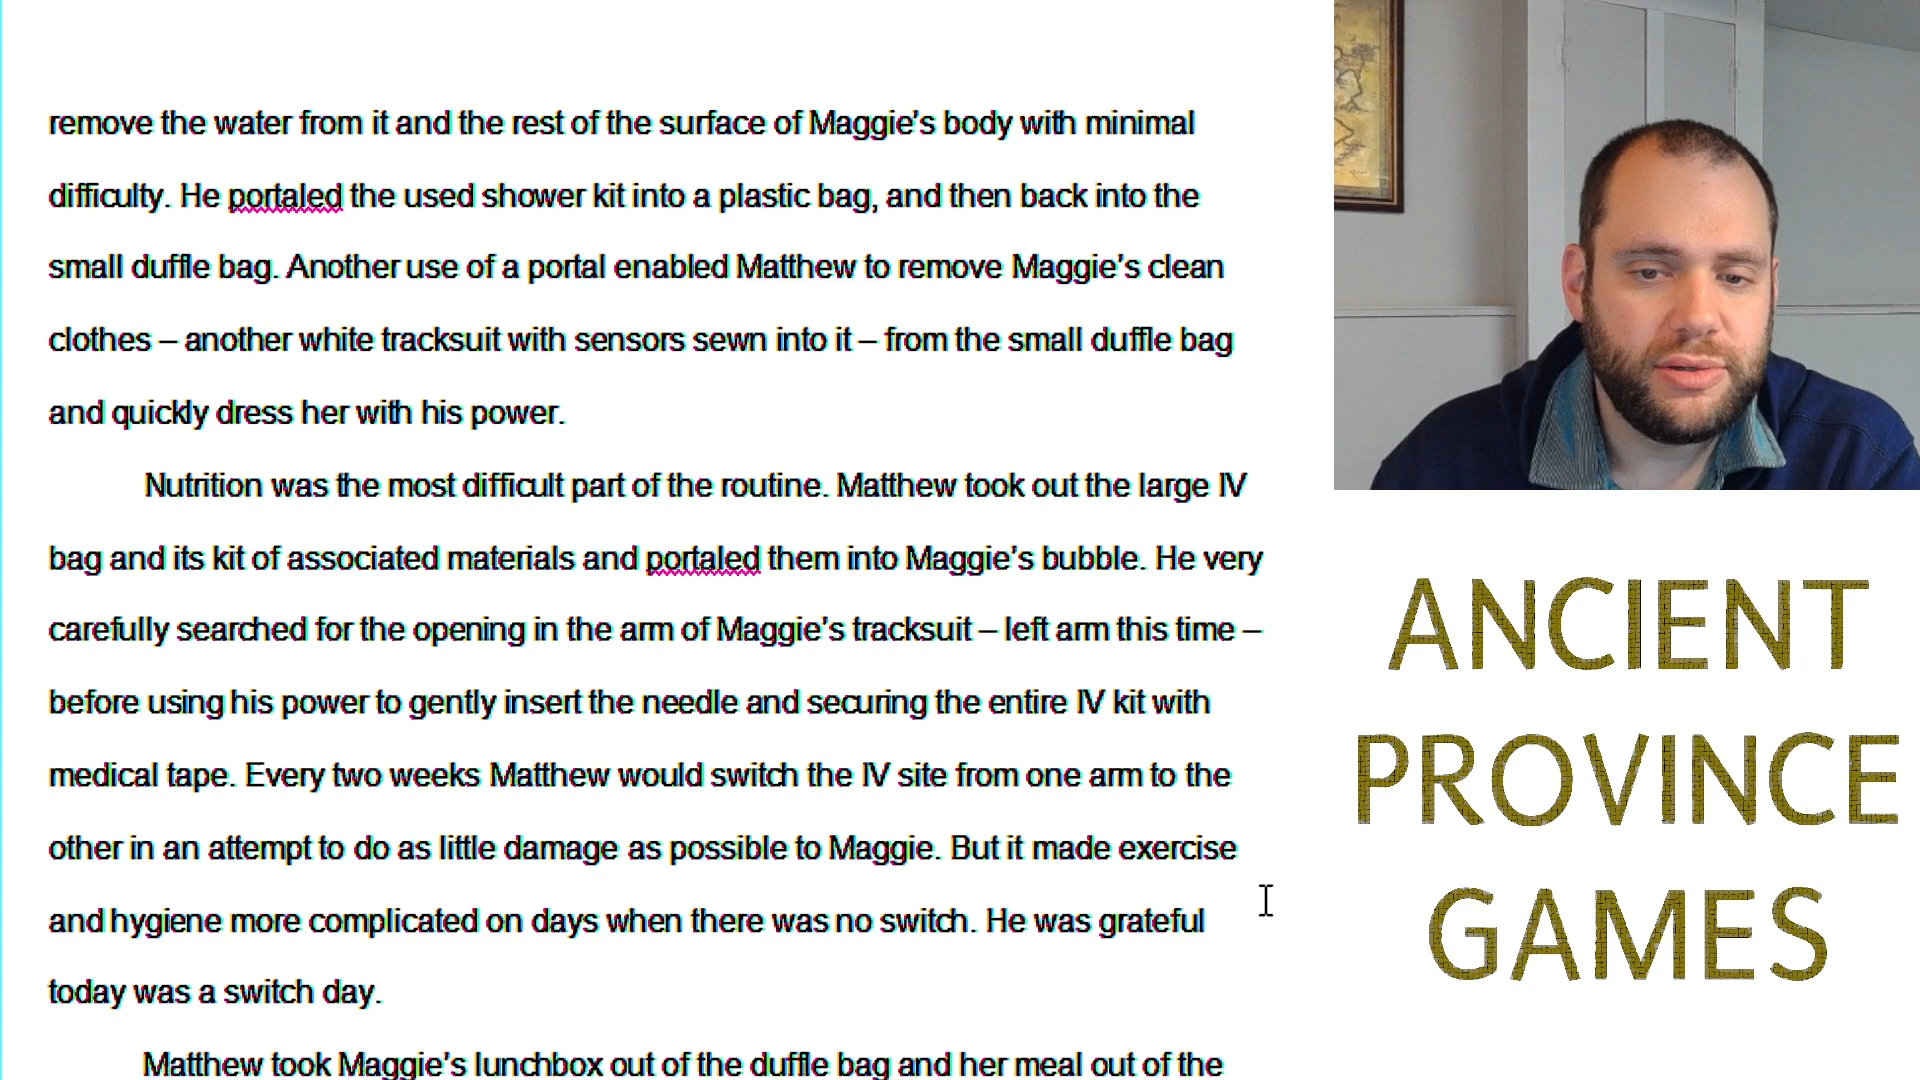 remove the water from it and the rest of the surface of Maggie’s body with minimal
difficulty. He portaled the used shower kit into a plastic bag, and then back into the
small duffle bag. Another use of a portal enabled Matthew to remove Maggie’s clean
clothes – another white tracksuit with sensors sewn into it – from the small duffle bag
and quickly dress her with his power.
Nutrition was the most difficult part of the routine. Matthew took out the large IV
bag and its kit of associated materials and portaled them into Maggie’s bubble. He very
carefully searched for the opening in the arm of Maggie’s tracksuit – left arm this time –
before using his power to gently insert the needle and securing the entire IV kit with
medical tape. Every two weeks Matthew would switch the IV site from one arm to the
other in an attempt to do as little damage as possible to Maggie. But it made exercise
and hygiene more complicated on days when there was no switch. He was grateful
today was a switch day.
Matthew took Maggie’s lunchbox out of the duffle bag and her meal out of the
ANCIENT
PROVINCE
GAMES